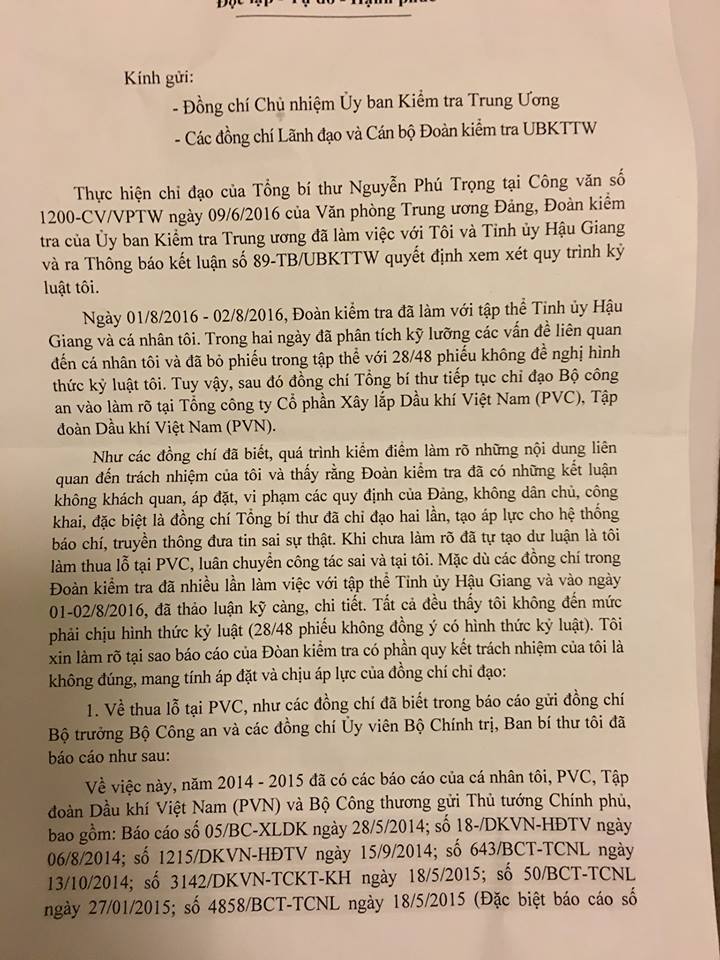 Độc lập - Tự do - Hạnh phúc
Kính gửi:
- Đồng chí Chủ nhiệm Ủy ban Kiểm tra Trung Ương
- Các đồng chí Lãnh đạo và Cán bộ Đoàn kiểm tra UBKTTW
Thực hiện chỉ đạo của Tổng bí thư Nguyễn Phú Trọng tại Công văn số
1200-CV/VPTW ngày 09/6/2016 của Văn phòng Trung ương Đảng, Đoàn kiểm
tra của Ủy ban Kiểm tra Trung ương đã làm việc với Tôi và Tỉnh ủy Hậu Giang
và ra Thông báo kết luận số 89-TB/UBKTTW quyết định xem xét quy trình kỷ
luật tôi.
Ngày 01/8/2016 - 02/8/2016, Đoàn kiểm tra đã làm với tập thể Tỉnh ủy Hậu
Giang và cá nhân tôi. Trong hai ngày đã phân tích kỹ lưỡng các vấn đề liên quan
đến cá nhân tôi và đã bỏ phiếu trong tập thể với 28/48 phiếu không đề nghị hình
thức kỷ luật tôi. Tuy vậy, sau đó đồng chí Tổng bí thư tiếp tục chỉ đạo Bộ công
an vào làm rõ tại Tổng công ty Cổ phần Xây lắp Dầu khí Việt Nam (PVC), Tập
đoàn Dầu khí Việt Nam (PVN).
Như các đồng chí đã biết, quá trình kiểm điểm làm rõ những nội dung liên
quan đến trách nhiệm của tôi và thấy rằng Đoàn kiểm tra đã có những kết luận
không khách quan, áp đặt, vi phạm các quy định của Đảng, không dân chủ, công
khai, đặc biệt là đồng chí Tổng bí thư đã chỉ đạo hai lần, tạo áp lực cho hệ thống
báo chí, truyền thông đưa tin sai sự thật. Khi chưa làm rõ đã tự tạo dư luận là tôi
làm thua lỗ tại PVC, luân chuyển công tác sai và tại tôi. Mặc dù các đồng chí trong
Đoàn kiểm tra đã nhiều lần làm việc với tập thể Tỉnh ủy Hậu Giang và vào ngày
01-02/8/2016, đã thảo luận kỹ càng, chi tiết. Tất cả đều thấy tôi không đến mức
phải chịu hình thức kỷ luật (28/48 phiếu không đồng ý có hình thức kỷ luật). Tôi
xin làm rõ tại sao báo cáo của Đòan kiểm tra có phần quy kết trách nhiệm của tôi là
không đúng, mang tính áp đặt và chịu áp lực của đồng chí chỉ đạo:
1. Về thua lỗ tại PVC, như các đồng chí đã biết trong báo cáo gửi đồng chí
Bộ trưởng Bộ Công an và các đồng chí Ủy viên Bộ Chính trị, Ban bí thư tôi đã
báo cáo như sau:
Về việc này, năm 2014 - 2015 đã có các báo cáo của cá nhân tôi, PVC, Tập
đoàn Dầu khí Việt Nam (PVN) và Bộ Công thương gửi Thủ tướng Chính phủ,
bao gồm: Báo cáo số 05/BC-XLDK ngày 28/5/2014; số 18-/DKVN-HĐTV ngày
06/8/2014; số 1215/DKVN-HĐTV ngày 15/9/2014; số 643/BCT-TCNL ngày
13/10/2014; số 3142/DKVN-TCKT-KH ngày 18/5/2015; số 50/BCT-TCNL
ngày 27/01/2015; số 4858/BCT-TCNL ngày 18/5/2015 (Đặc biệt báo cáo số